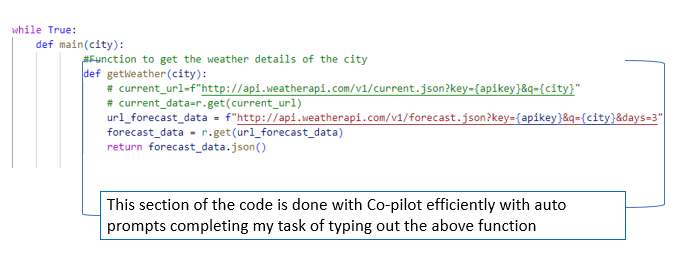 while True:
def main(city):
#Function to get the weather details of the city
def getWeather(city):
# current_url=f"http://api.weatherapi.com/v1/current.json?key={apikey}&q={city}"
# current_data=r.get(current_url)
url_forecast_data = f"http://api.weatherapi.com/v1/forecast.json?key={apikey}&q={city}&days=3"
forecast_data = r.get(url_forecast_data)
return forecast_data.json()
This section of the code is done with Co-pilot efficiently with auto
prompts completing my task of typing out the above function